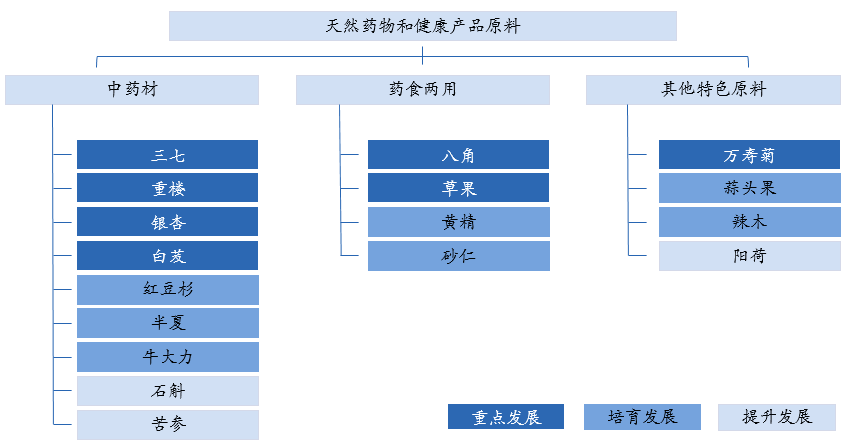 天然药物和健康产品原料
中药材
药食两用
其他特色原料
三七
重楼
银杏
白芨
红豆杉
半夏
牛大力
石斛
苦参
八角
草果
黄精
砂仁
万寿菊
蒜头果
辣木
阳荷
重点发展
培育发展
提升发展